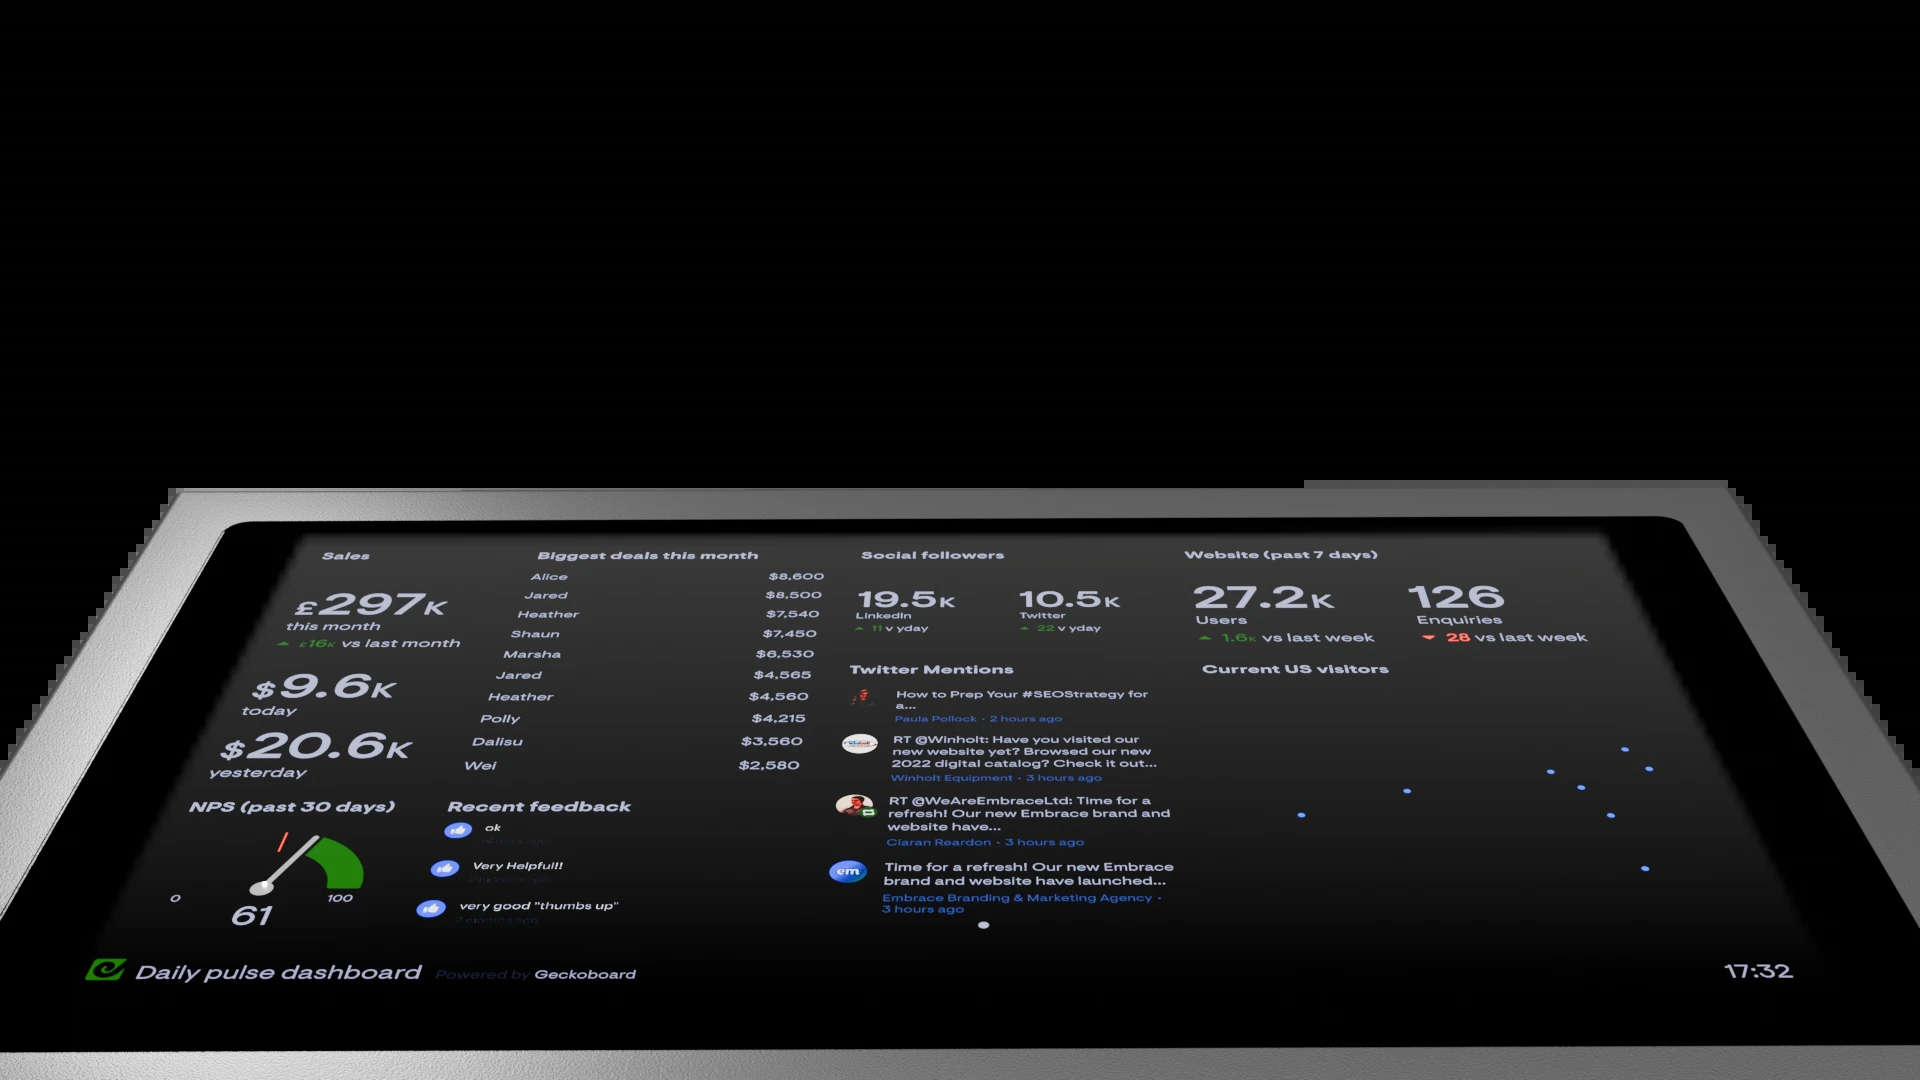 Sales
£297K
this month
£16K vs last month
$9.6K
today
$20.6K
yesterday
Biggest deals this month
Alice $8,600
Jared $8,500
Heather $7,540
Shaun $7,450
Marsha $6,530
Jared $4,565
Heather $4,560
Polly $4,215
Dalisu $3,560
Wei $2,580
Social followers
19.5K
LinkedIn
11 v yday
10.5K
Twitter
22 v yday
Website (past 7 days)
27.2K
Users
1.6K vs last week
126
Enquiries
28 vs last week
NPS (past 30 days)
0
100
61
Recent feedback
ok
Very Helpful!!!
very good "thumbs up"
2 months ago
Twitter Mentions
How to Prep Your #SEOStrategy for
a...
Paula Pollock · 2 hours ago
RT @Winholt: Have you visited our
new website yet? Browsed our new
2022 digital catalog? Check it out...
Winholt Equipment · 3 hours ago
RT @WeAreEmbraceLtd: Time for a
refresh! Our new Embrace brand and
website have...
Ciaran Reardon · 3 hours ago
em
Time for a refresh! Our new Embrace
brand and website have launched...
Embrace Branding & Marketing Agency ·
3 hours ago
Current US visitors
Daily pulse dashboard Powered by Geckoboard
17:32